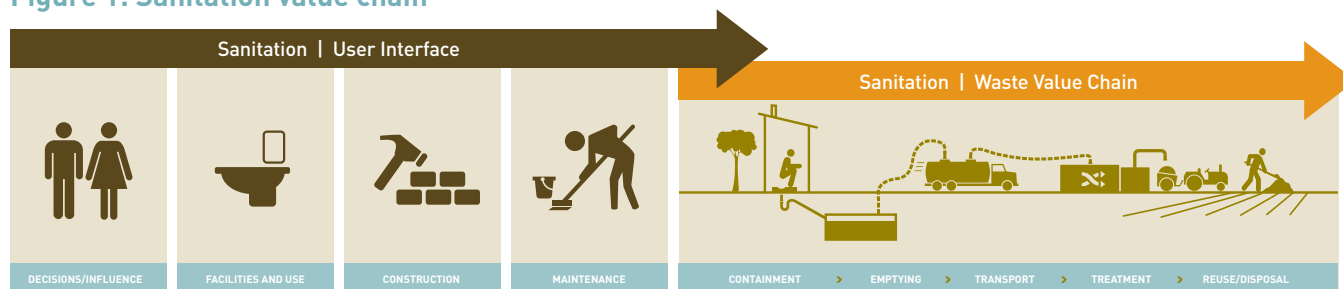 Figure 1: Sanitation value chain
Sanitation | User Interface
Sanitation | Waste Value Chain
DECISIONS/INFLUENCE
FACILITIES AND USE
CONSTRUCTION
MAINTENANCE
CONTAINMENT > EMPTYING > TRANSPORT > TREATMENT > REUSE/DISPOSAL